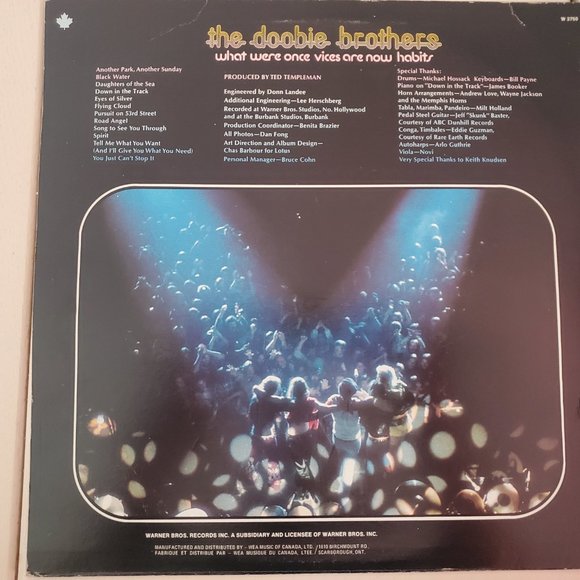 W 2750
the doobie brothers
what were once vices are now habits
Another Park, Another Sunday
Black Water
Daughters of the Sea
Down in the Track
Eyes of Silver
Flying Cloud
Pursuit on 53rd Street
Road Angel
Song to See You Through
Spirit
Tell Me What You Want
(And I'll Give You What You Need)
You Just Can't Stop It
PRODUCED BY TED TEMPLEMAN
Engineered by Donn Landee
Additional Engineering—Lee Herschberg
Recorded at Warner Bros. Studios, No. Hollywood
and at the Burbank Studios, Burbank
Production Coordinator—Benita Brazier
All Photos—Dan Fong
Art Direction and Album Design—
Chas Barbour for Lotus
Personal Manager—Bruce Cohn
Special Thanks:
Drums—Michael Hossack Keyboards—Bill Payne
Piano on "Down in the Track"—James Booker
Horn Arrangements—Andrew Love, Wayne Jackson
and the Memphis Horns
Tabla, Marimba, Pandeiro—Milt Holland
Pedal Steel Guitar—Jeff "Skunk" Baxter,
Courtesy of ABC Dunhill Records
Conga, Timbales—Eddie Guzman,
Courtesy of Rare Earth Records
Autoharps—Arlo Guthrie
Viola—Novi
Very Special Thanks to Keith Knudsen
WARNER BROS. RECORDS INC. A SUBSIDIARY AND LICENSEE OF WARNER BROS. INC.
MANUFACTURED AND DISTRIBUTED BY - WEA MUSIC OF CANADA, LTD. / 1810 BIRCHMOUNT RD.
FABRIQUE ET DISTRIBUE PAR - WEA MUSIQUE DU CANADA, LTEE. / SCARBOROUGH, ONT.